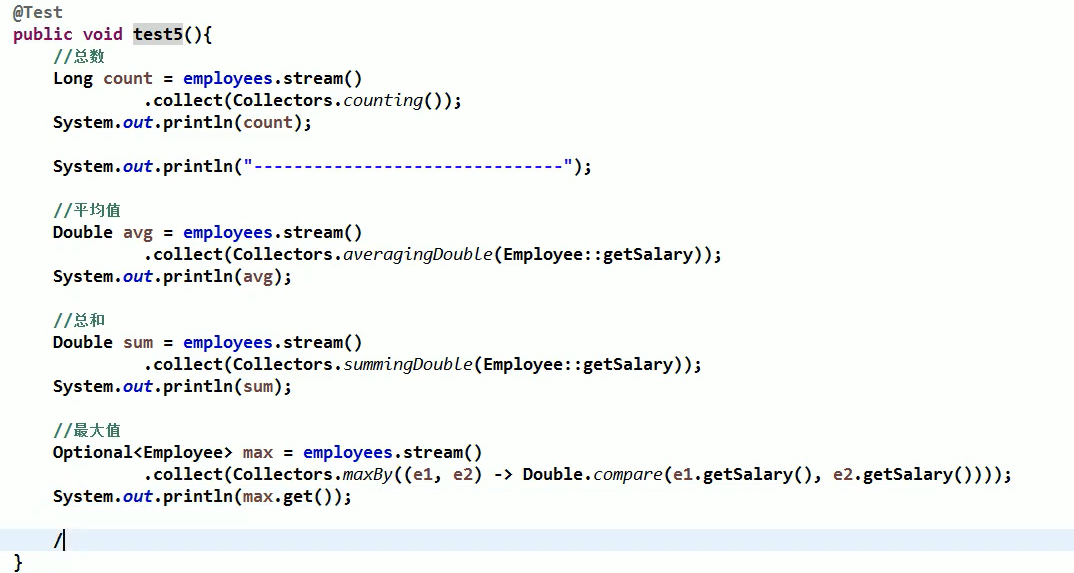 @Test
public void test5(){
//总数
Long count = employees.stream()
.collect(Collectors.counting());
System.out.println(count);
System.out.println("-------------------------------");
//平均值
Double avg = employees.stream()
.collect(Collectors.averagingDouble(Employee::getSalary));
System.out.println(avg);
//总和
Double sum = employees.stream()
.collect(Collectors.summingDouble(Employee::getSalary));
System.out.println(sum);
//最大值
Optional<Employee> max = employees.stream()
.collect(Collectors.maxBy((e1, e2) -> Double.compare(e1.getSalary(), e2.getSalary())));
System.out.println(max.get());
/
}